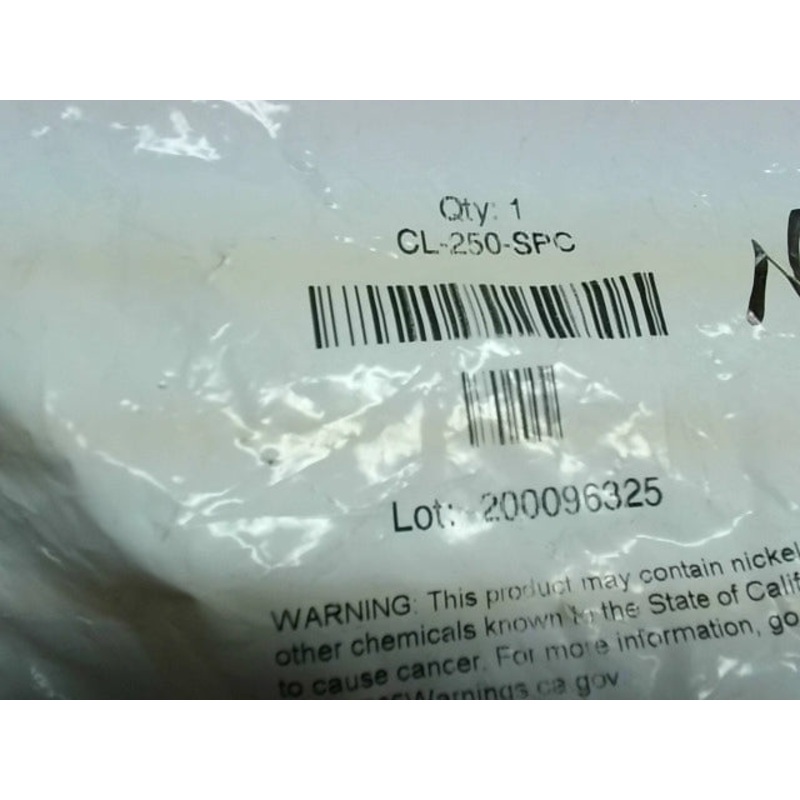 Qty: 1
CL-250-SPC
Lot: 200096325
WARNING: This product may contain nickel
other chemicals known to the State of Calif
to cause cancer. For more information, go
Warnings.ca.gov